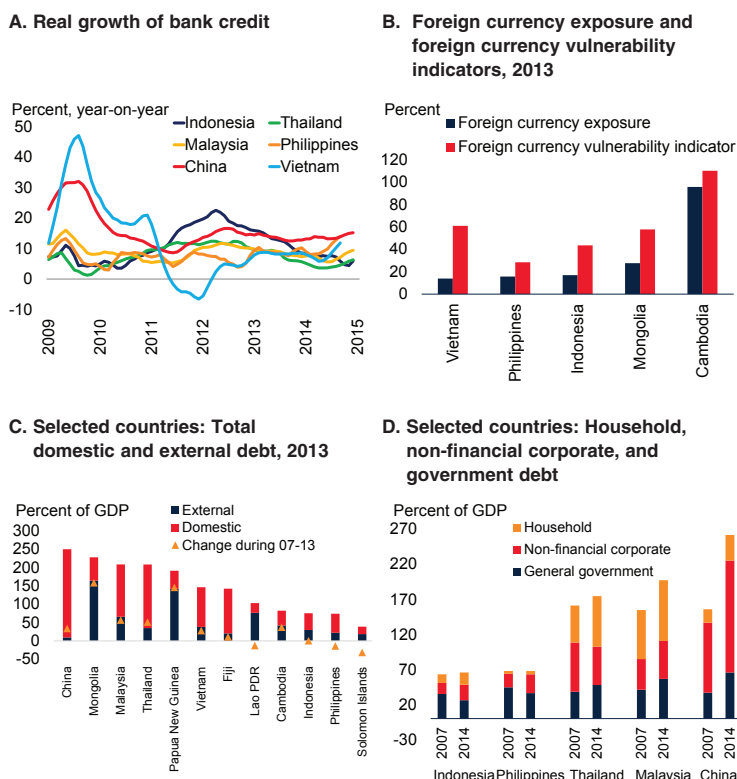 A. Real growth of bank credit
Percent, year-on-year
Indonesia
Thailand
Malaysia
Philippines
China
Vietnam
50
40
30
20
10
0
-10
2009
2010
2011
2012
2013
2014
2015
B. Foreign currency exposure and
foreign currency vulnerability
indicators, 2013
Percent
Foreign currency exposure
Foreign currency vulnerability indicator
120
100
80
60
40
20
0
Vietnam
Philippines
Indonesia
Mongolia
Cambodia
C. Selected countries: Total
domestic and external debt, 2013
Percent of GDP
External
Domestic
Change during 07-13
300
250
200
150
100
50
0
-50
China
Mongolia
Malaysia
Thailand
Papua New Guinea
Vietnam
Fiji
Lao PDR
Cambodia
Indonesia
Philippines
Solomon Islands
D. Selected countries: Household,
non-financial corporate, and
government debt
Percent of GDP
Household
Non-financial corporate
General government
270
220
170
120
70
20
-30
2007
2014
2007
2014
2007
2014
2007
2014
2007
2014
Indonesia
Philippines
Thailand
Malaysia
China